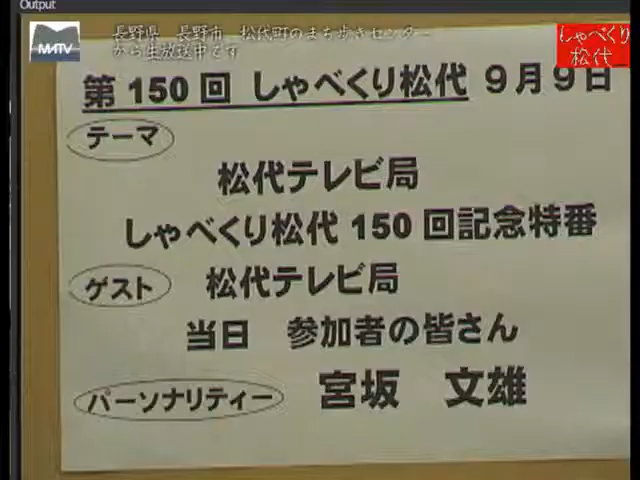 Output
MATV
長野県 長野市 松代町のまち歩きセンター
から生放送中です
しゃべくり
松代
第150回 しゃべくり松代 9月9日
テーマ
松代テレビ局
しゃべくり松代 150 回記念特番
ゲスト
松代テレビ局
当日 参加者の皆さん
パーソナリティー
宮坂 文雄